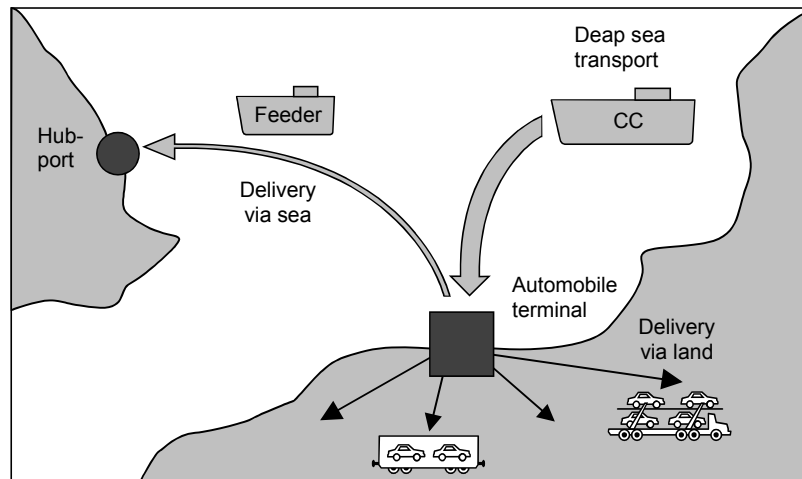 Deap sea
transport
Feeder
CC
Hub-
port
Delivery
via sea
Automobile
terminal
Delivery
via land